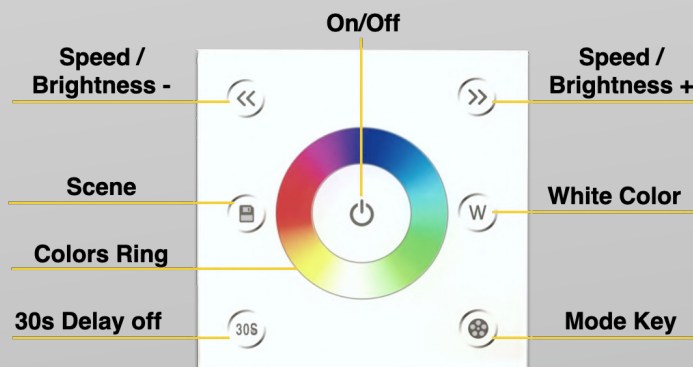 On/Off
Speed /
Brightness -
Speed /
Brightness +
Scene
White Color
W
Colors Ring
30s Delay off
30S
Mode Key